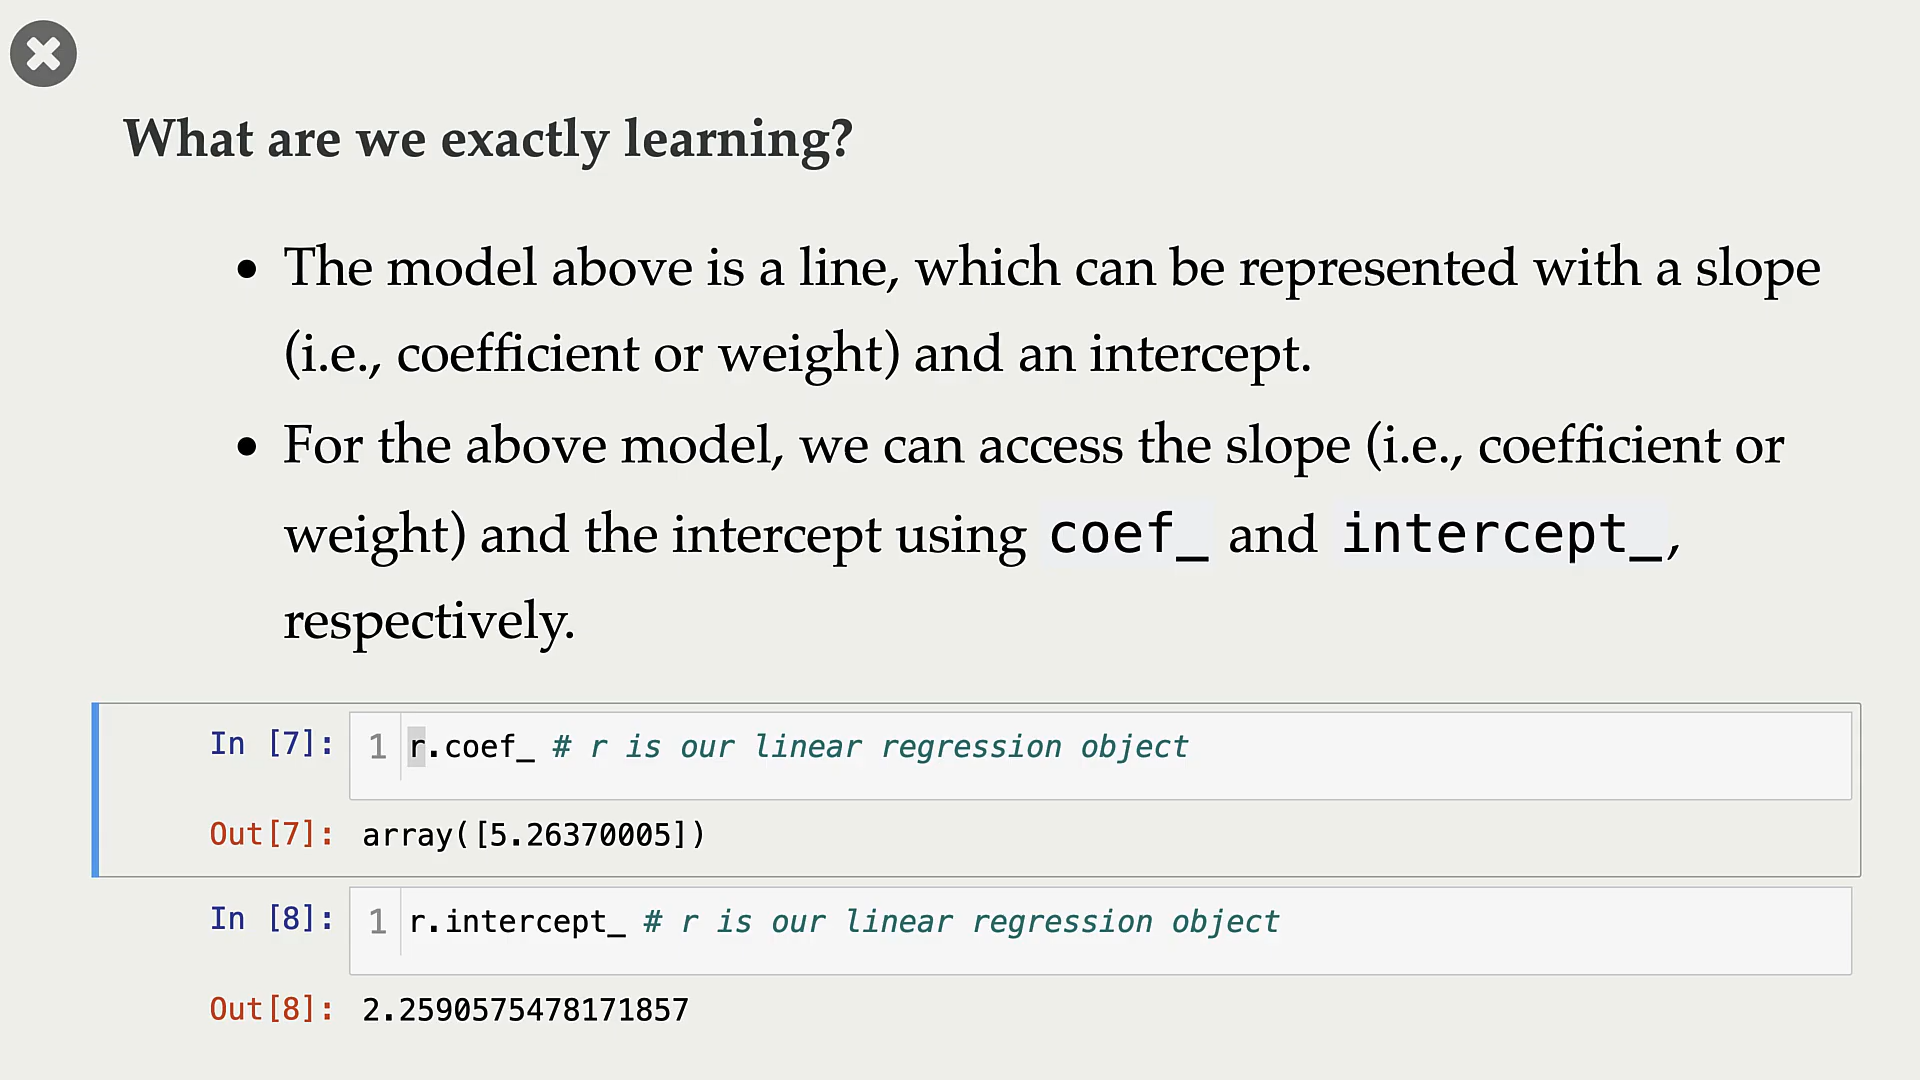 What are we exactly learning?
• The model above is a line, which can be represented with a slope
(i.e., coefficient or weight) and an intercept.
• For the above model, we can access the slope (i.e., coefficient or
weight) and the intercept using coef_ and intercept_,
respectively.
In [7]: 1 r.coef_ # r is our linear regression object
Out[7]: array([5.26370005])
In [8]: 1 r.intercept_ # r is our linear regression object
Out[8]: 2.2590575478171857